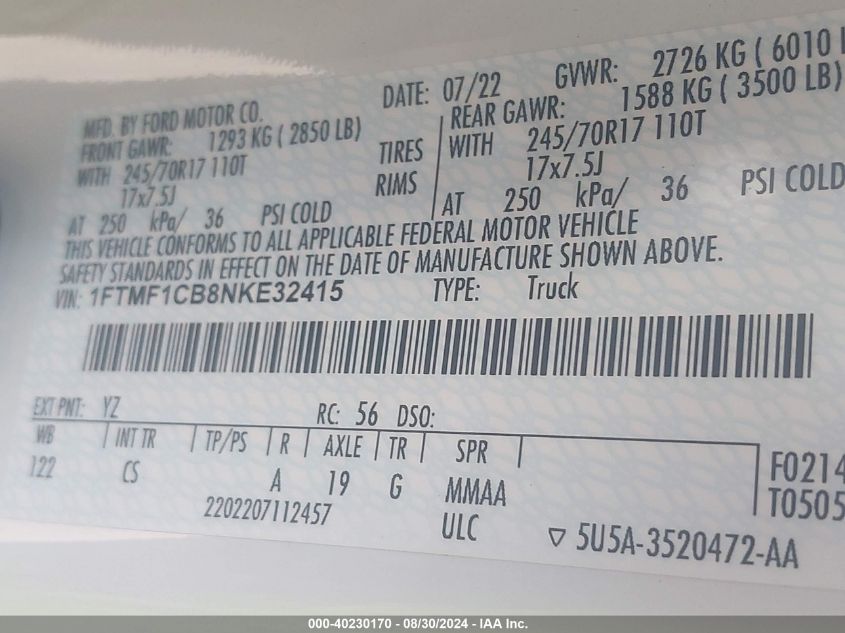 MFD. BY FORD MOTOR CO. DATE: 07/22 GVWR: 2726 KG ( 6010
FRONT GAWR: 1293 KG ( 2850 LB) REAR GAWR: 1588 KG ( 3500 LB)
WITH 245/70R17 110T TIRES WITH 245/70R17 110T
17x7.5J RIMS 17x7.5J
AT 250 kPa/ 36 PSI COLD AT 250 kPa/ 36 PSI COLD
THIS VEHICLE CONFORMS TO ALL APPLICABLE FEDERAL MOTOR VEHICLE
SAFETY STANDARDS IN EFFECT ON THE DATE OF MANUFACTURE SHOWN ABOVE.
VIN: 1FTMF1CB8NKE32415 TYPE: Truck
EXT PNT: YZ RC: 56 DSO:
WB INT TR TP/PS R AXLE TR SPR
122 CS A 19 G MMAA
F0214
T0505
2202207112457 ULC
▽ 5U5A-3520472-AA
000-40230170 - 08/30/2024 - IAA Inc.